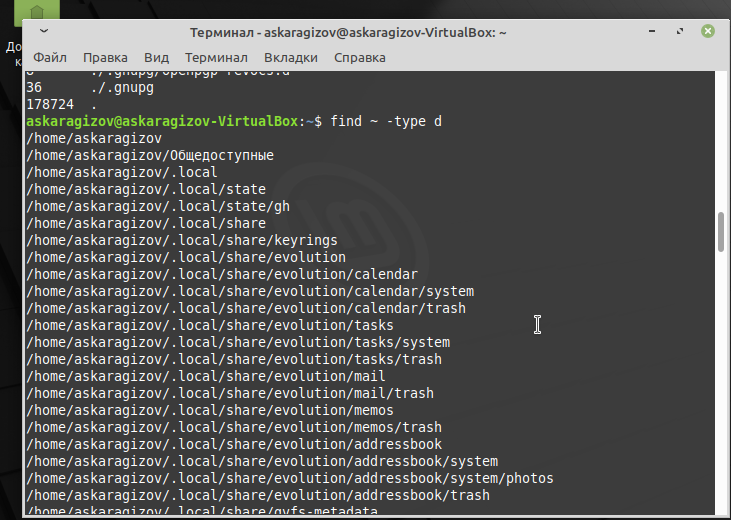 До
к
Терминал - askaragizov@askaragizov-VirtualBox: ~
Файл Правка Вид Терминал Вкладки Справка
8 ./.gnupg/openpgp-revocs.d
36 ./.gnupg
178724 .
askaragizov@askaragizov-VirtualBox:~$ find ~ -type d
/home/askaragizov
/home/askaragizov/Общедоступные
/home/askaragizov/.local
/home/askaragizov/.local/state
/home/askaragizov/.local/state/gh
/home/askaragizov/.local/share
/home/askaragizov/.local/share/keyrings
/home/askaragizov/.local/share/evolution
/home/askaragizov/.local/share/evolution/calendar
/home/askaragizov/.local/share/evolution/calendar/system
/home/askaragizov/.local/share/evolution/calendar/trash
/home/askaragizov/.local/share/evolution/tasks
/home/askaragizov/.local/share/evolution/tasks/system
/home/askaragizov/.local/share/evolution/tasks/trash
/home/askaragizov/.local/share/evolution/mail
/home/askaragizov/.local/share/evolution/mail/trash
/home/askaragizov/.local/share/evolution/memos
/home/askaragizov/.local/share/evolution/memos/trash
/home/askaragizov/.local/share/evolution/addressbook
/home/askaragizov/.local/share/evolution/addressbook/system
/home/askaragizov/.local/share/evolution/addressbook/system/photos
/home/askaragizov/.local/share/evolution/addressbook/trash
/home/askaragizov/.local/share/gvfs-metadata